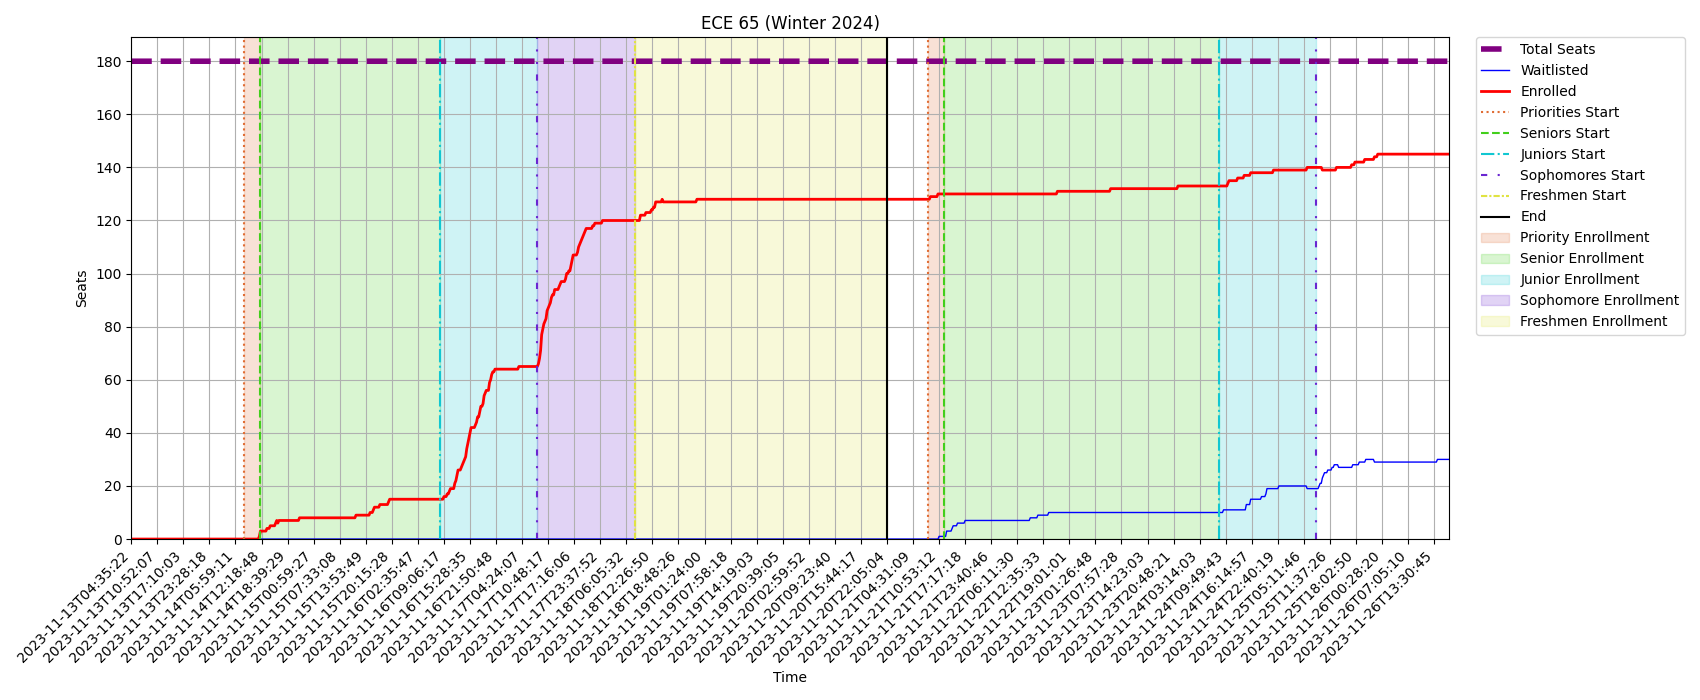 ECE 65 (Winter 2024)
Seats
180
160
140
120
100
80
60
40
20
0
2023-11-13T04:35:22
2023-11-13T10:52:07
2023-11-13T17:10:03
2023-11-13T23:28:18
2023-11-14T05:59:11
2023-11-14T12:18:48
2023-11-14T18:39:29
2023-11-15T00:59:27
2023-11-15T07:33:08
2023-11-15T13:53:49
2023-11-15T20:15:28
2023-11-16T02:35:47
2023-11-16T09:06:17
2023-11-16T15:28:35
2023-11-16T21:50:48
2023-11-17T04:24:07
2023-11-17T10:48:17
2023-11-17T17:16:06
2023-11-17T23:37:52
2023-11-18T06:05:32
2023-11-18T12:26:50
2023-11-18T18:48:26
2023-11-19T01:24:00
2023-11-19T07:58:18
2023-11-19T14:19:03
2023-11-19T20:39:05
2023-11-20T02:59:52
2023-11-20T09:23:40
2023-11-20T15:44:17
2023-11-20T22:05:04
2023-11-21T04:31:09
2023-11-21T10:53:12
2023-11-21T17:17:18
2023-11-21T23:40:46
2023-11-22T06:11:30
2023-11-22T12:35:33
2023-11-22T19:01:01
2023-11-23T01:26:48
2023-11-23T07:57:28
2023-11-23T14:23:03
2023-11-23T20:48:21
2023-11-24T03:14:03
2023-11-24T09:49:43
2023-11-24T16:14:57
2023-11-24T22:40:19
2023-11-25T05:11:46
2023-11-25T11:37:26
2023-11-25T18:02:50
2023-11-26T00:28:20
2023-11-26T07:05:10
2023-11-26T13:30:45
Time
Total Seats
Waitlisted
Enrolled
Priorities Start
Seniors Start
Juniors Start
Sophomores Start
Freshmen Start
End
Priority Enrollment
Senior Enrollment
Junior Enrollment
Sophomore Enrollment
Freshmen Enrollment